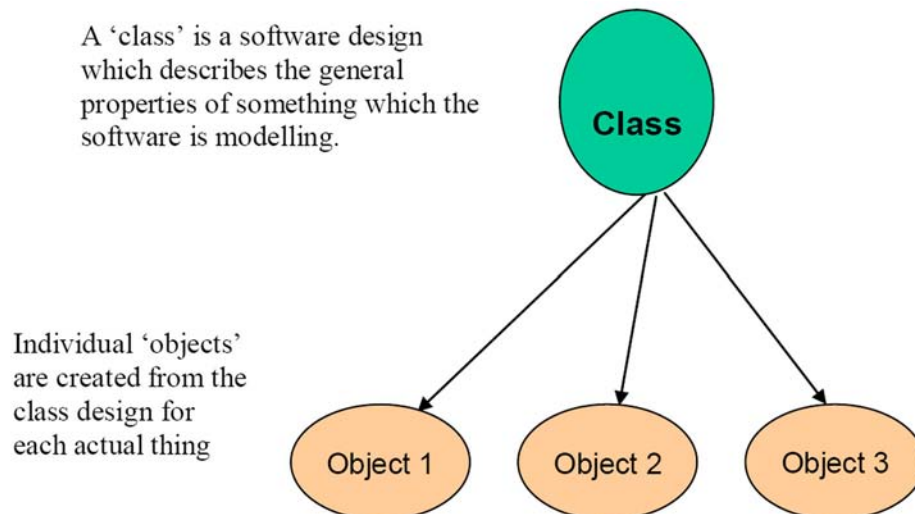 A ‘class’ is a software design
which describes the general
properties of something which the
software is modelling.
Class
Individual ‘objects’
are created from the
class design for
each actual thing
Object 1
Object 2
Object 3